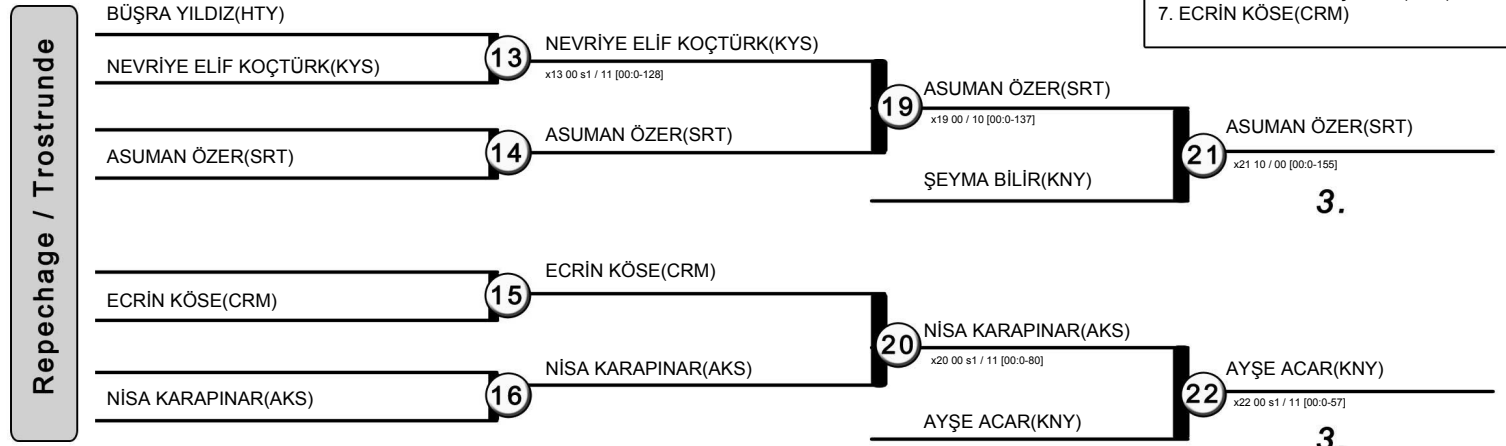 Repechage / Trostrunde
BÜŞRA YILDIZ(HTY)
NEVRİYE ELİF KOÇTÜRK(KYS)
13
NEVRİYE ELİF KOÇTÜRK(KYS)
x13 00 s1 / 11 [00:0-128]
ASUMAN ÖZER(SRT)
14
ASUMAN ÖZER(SRT)
19
ASUMAN ÖZER(SRT)
x19 00 / 10 [00:0-137]
ŞEYMA BİLİR(KNY)
21
ASUMAN ÖZER(SRT)
x21 10 / 00 [00:0-155]
3.
ECRİN KÖSE(CRM)
15
ECRİN KÖSE(CRM)
NİSA KARAPINAR(AKS)
16
NİSA KARAPINAR(AKS)
20
NİSA KARAPINAR(AKS)
x20 00 s1 / 11 [00:0-80]
AYŞE ACAR(KNY)
22
AYŞE ACAR(KNY)
x22 00 s1 / 11 [00:0-57]
3
7. ECRİN KÖSE(CRM)